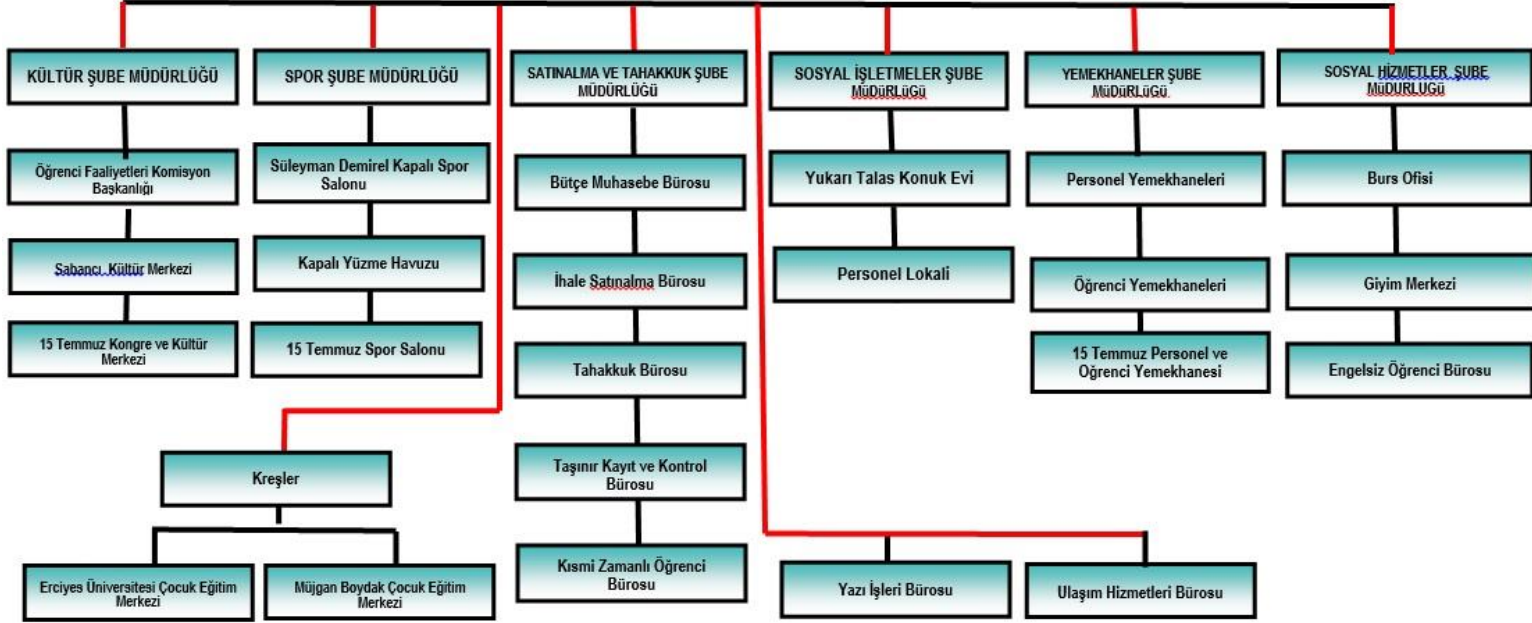 KÜLTÜR ŞUBE MÜDÜRLÜĞÜ
Öğrenci Faaliyetleri Komisyon
Başkanlığı
Sabancı Kültür Merkezi
15 Temmuz Kongre ve Kültür
Merkezi
SPOR ŞUBE MÜDÜRLÜĞÜ
Süleyman Demirel Kapalı Spor
Salonu
Kapalı Yüzme Havuzu
15 Temmuz Spor Salonu
SATINALMA VE TAHAKKUK ŞUBE
MÜDÜRLÜĞÜ
Bütçe Muhasebe Bürosu
İhale Satınalma Bürosu
Tahakkuk Bürosu
Taşınır Kayıt ve Kontrol
Bürosu
Kısmi Zamanlı Öğrenci
Bürosu
SOSYAL İŞLETMELER ŞUBE
MüDüRLüGü
Yukarı Talas Konuk Evi
Personel Lokali
YEMEKHANELER ŞUBE
MüDüRLüGü
Personel Yemekhaneleri
Öğrenci Yemekhaneleri
15 Temmuz Personel ve
Oğrenci Yemekhanesi
SOSYAL HİZMETLER ŞUBE
MüDURLUGü
Burs Ofisi
Giyim Merkezi
Engelsiz Öğrenci Bürosu
Kreşler
Erciyes Üniversitesi Çocuk Eğitim
Merkezi
Müjgan Boydak Çocuk Eğitim
Merkezi
Yazı İşleri Bürosu
Ulaşım Hizmetleri Bürosu